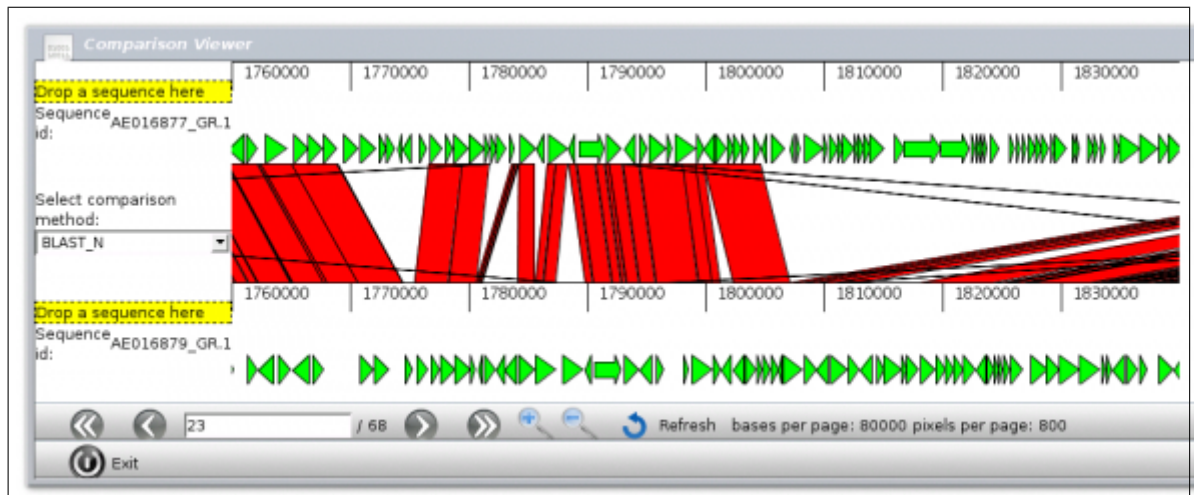 Comparison Viewer
1760000 1770000 1780000 1790000 1800000 1810000 1820000 1830000
Drop a sequence here
Sequence id: AE016877_GR.1
Select comparison
method:
BLAST_N
1760000 1770000 1780000 1790000 1800000 1810000 1820000 1830000
Drop a sequence here
Sequence id: AE016879_GR.1
23 / 68 Refresh bases per page: 80000 pixels per page: 800
Exit